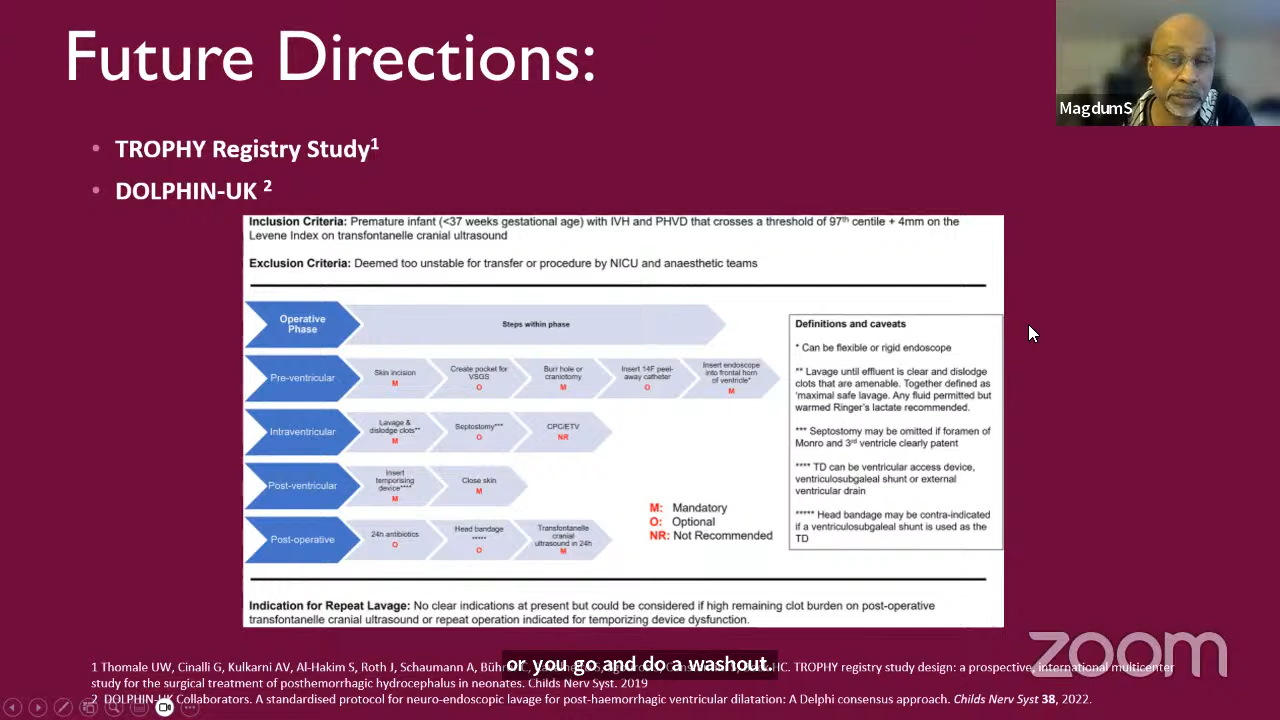 Future Directions:
MagdumS
• TROPHY Registry Study1
• DOLPHIN-UK 2
Inclusion Criteria: Premature infant (<37 weeks gestational age) with IVH and PHVD that crosses a threshold of 97th centile + 4mm on the
Levene Index on transfontanelle cranial ultrasound
Exclusion Criteria: Deemed too unstable for transfer or procedure by NICU and anaesthetic teams
Operative
Phase
Steps within phase
Pre-ventricular
Skin incision
M
Create pocket for
VSGS
O
Burr hole or
craniotomy
M
Insert 14F peel-
away catheter
O
Insert endoscope
into frontal horn
of ventricle*
M
Intraventricular
Lavage &
dislodge clots**
M
Septostomy***
O
CPC/ETV
NR
Post-ventricular
Insert
temporising
device****
M
Close skin
M
Post-operative
24h antibiotics
O
Head bandage
*****
O
Transfontanelle
cranial
ultrasound in 24h
M
M: Mandatory
O: Optional
NR: Not Recommended
Definitions and caveats
* Can be flexible or rigid endoscope
** Lavage until effluent is clear and dislodge
clots that are amenable. Together defined as
'maximal safe lavage. Any fluid permitted but
warmed Ringer's lactate recommended.
*** Septostomy may be omitted if foramen of
Monro and 3rd ventricle clearly patent
**** TD can be ventricular access device,
ventriculosubgaleal shunt or external
ventricular drain
***** Head bandage may be contra-indicated
if a ventriculosubgaleal shunt is used as the
TD
Indication for Repeat Lavage: No clear indications at present but could be considered if high remaining clot burden on post-operative
transfontanelle cranial ultrasound or repeat operation indicated for temporizing device dysfunction.
zoom
or you go and do a washout.
1 Thomale UW, Cinalli G, Kulkarni AV, Al-Hakim S, Roth J, Schaumann A, HC. TROPHY registry study design: a prospective, international multicenter
study for the surgical treatment of posthemorrhagic hydrocephalus in neonates. Childs Nerv Syst. 2019
2 DOLPHIN-UK Collaborators. A standardised protocol for neuro-endoscopic lavage for post-haemorrhagic ventricular dilatation: A Delphi consensus approach. Childs Nerv Syst 38, 2022.